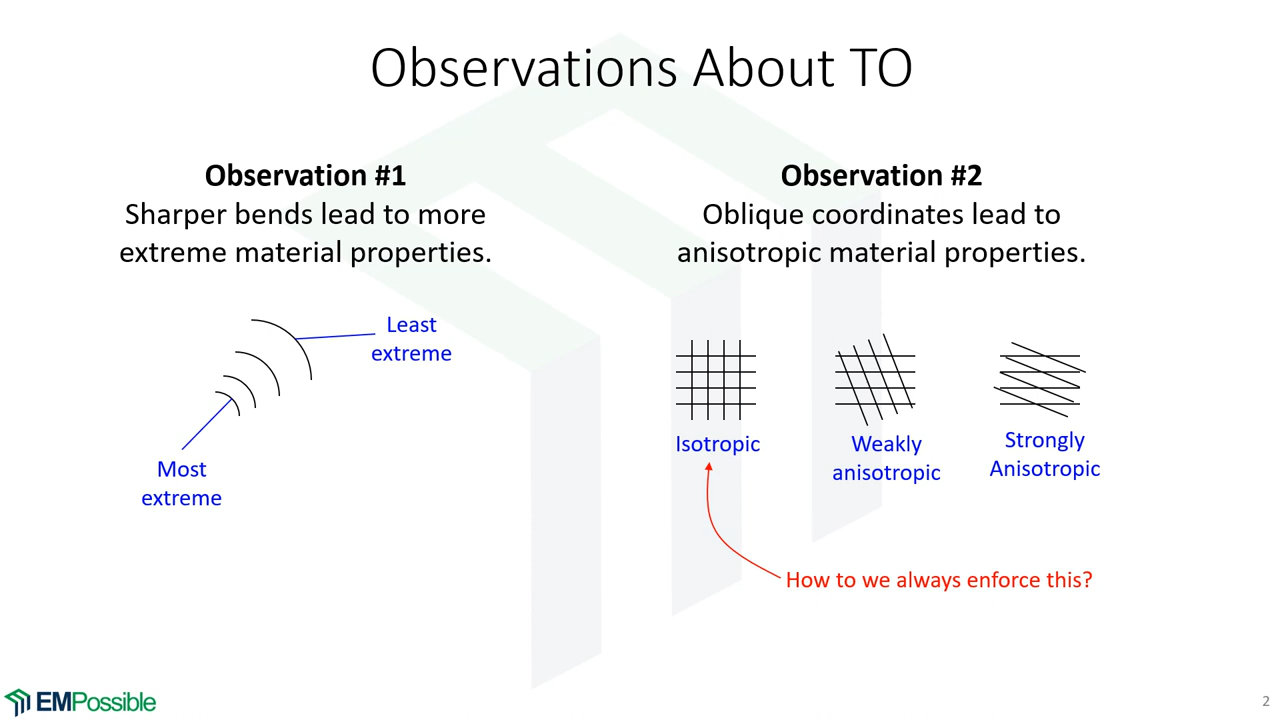 Observations About TO
Observation #1
Sharper bends lead to more
extreme material properties.
Least
extreme
Most
extreme
Observation #2
Oblique coordinates lead to
anisotropic material properties.
Isotropic
Weakly
anisotropic
Strongly
Anisotropic
How to we always enforce this?
EMPossible
2